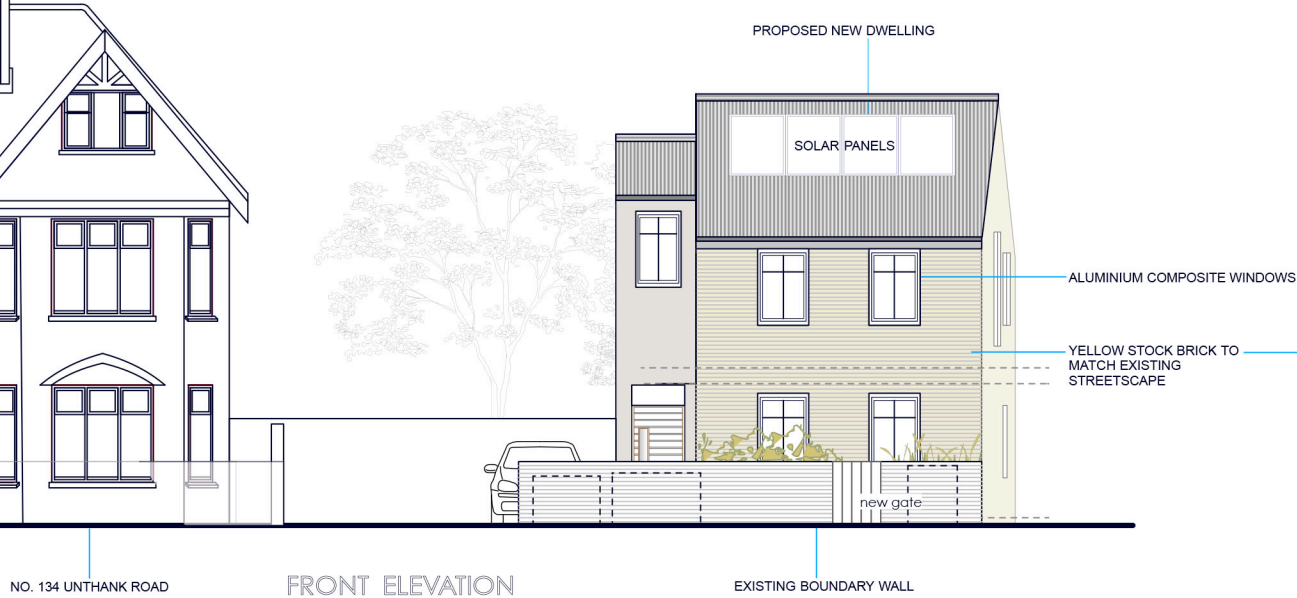 PROPOSED NEW DWELLING
SOLAR PANELS
ALUMINIUM COMPOSITE WINDOWS
YELLOW STOCK BRICK TO
MATCH EXISTING
STREETSCAPE
new gate
NO. 134 UNTHANK ROAD
FRONT ELEVATION
EXISTING BOUNDARY WALL